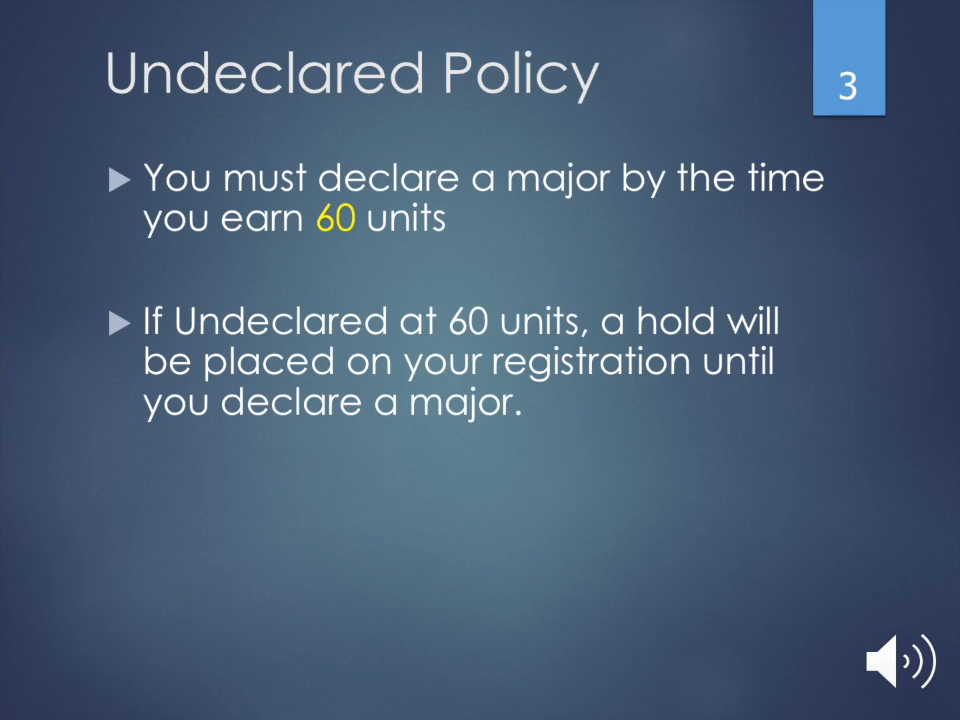 Undeclared Policy
3
You must declare a major by the time
you earn 60 units
If Undeclared at 60 units, a hold will
be placed on your registration until
you declare a major.